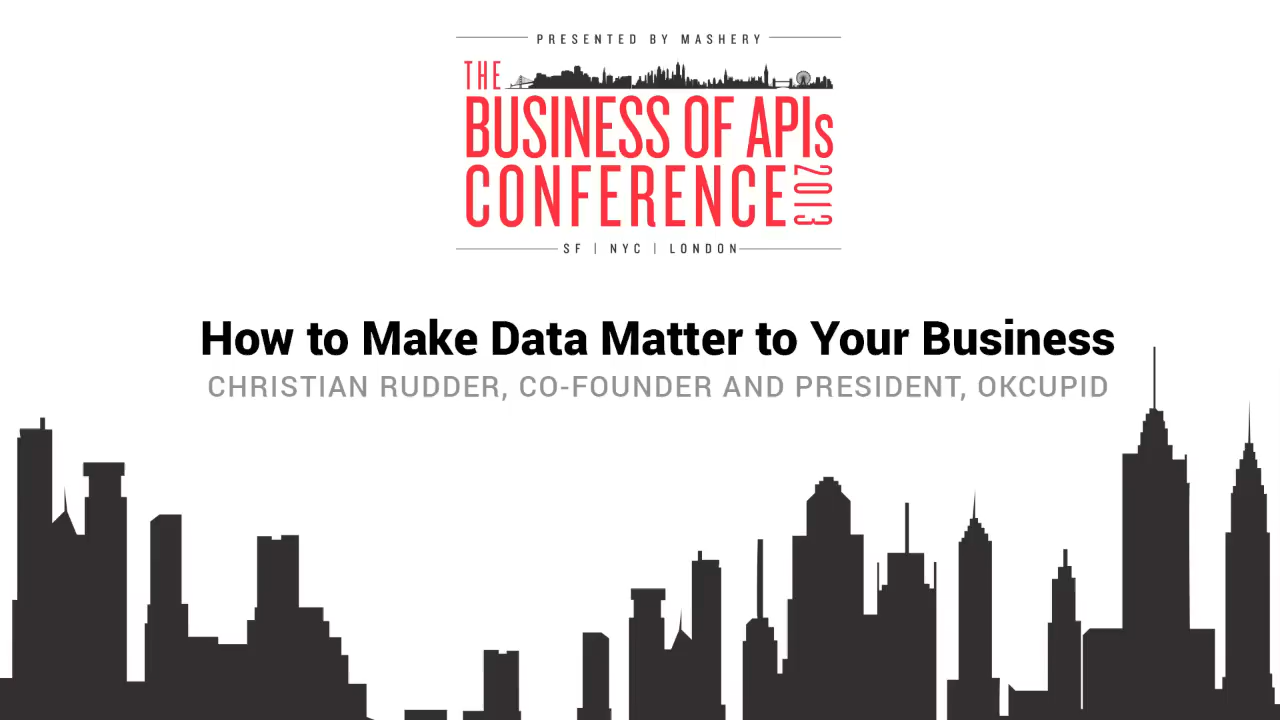 PRESENTED BY MASHERY
THE
BUSINESS OF APIs
CONFERENCE 2013
SF | NYC | LONDON
How to Make Data Matter to Your Business
CHRISTIAN RUDDER, CO-FOUNDER AND PRESIDENT, OKCUPID